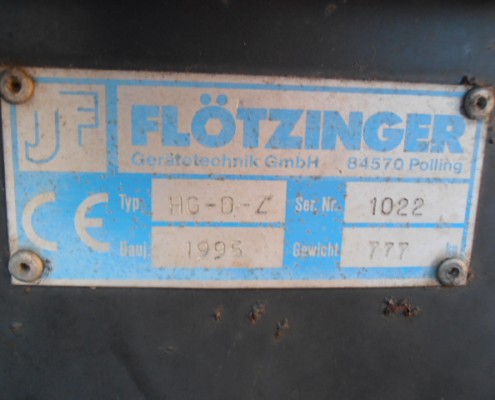 JF FLÖTZINGER
Gerätetechnik GmbH 84570 Polling
CE Typ HG-D-Z Ser. Nr. 1022
Bauj. 1995 Gewicht 777 kg